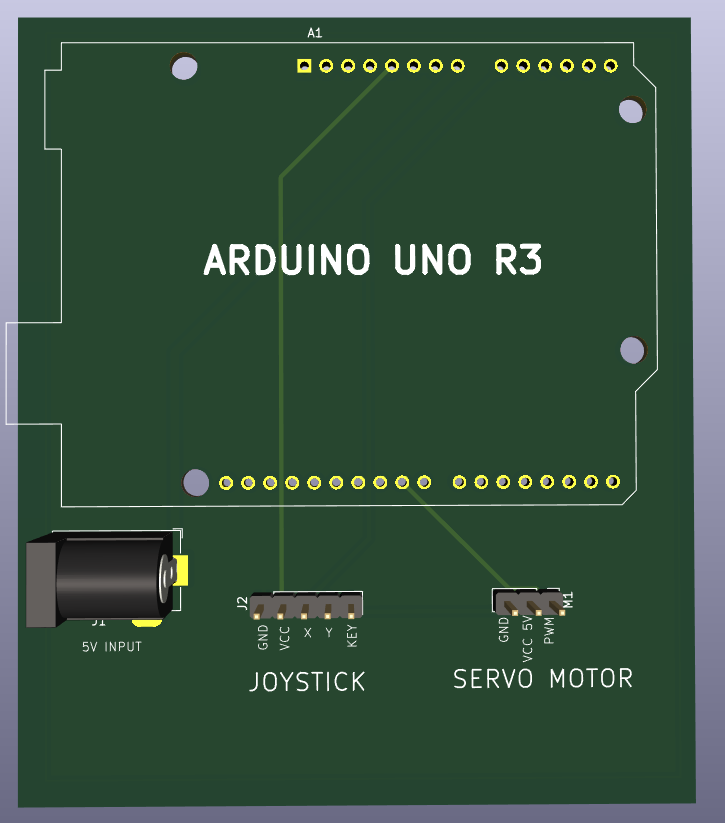 A1
ARDUINO UNO R3
J1
5V INPUT
J2
GND
VCC
X
Y
KEY
JOYSTICK
M1
GND
VCC 5V
PWM
SERVO MOTOR